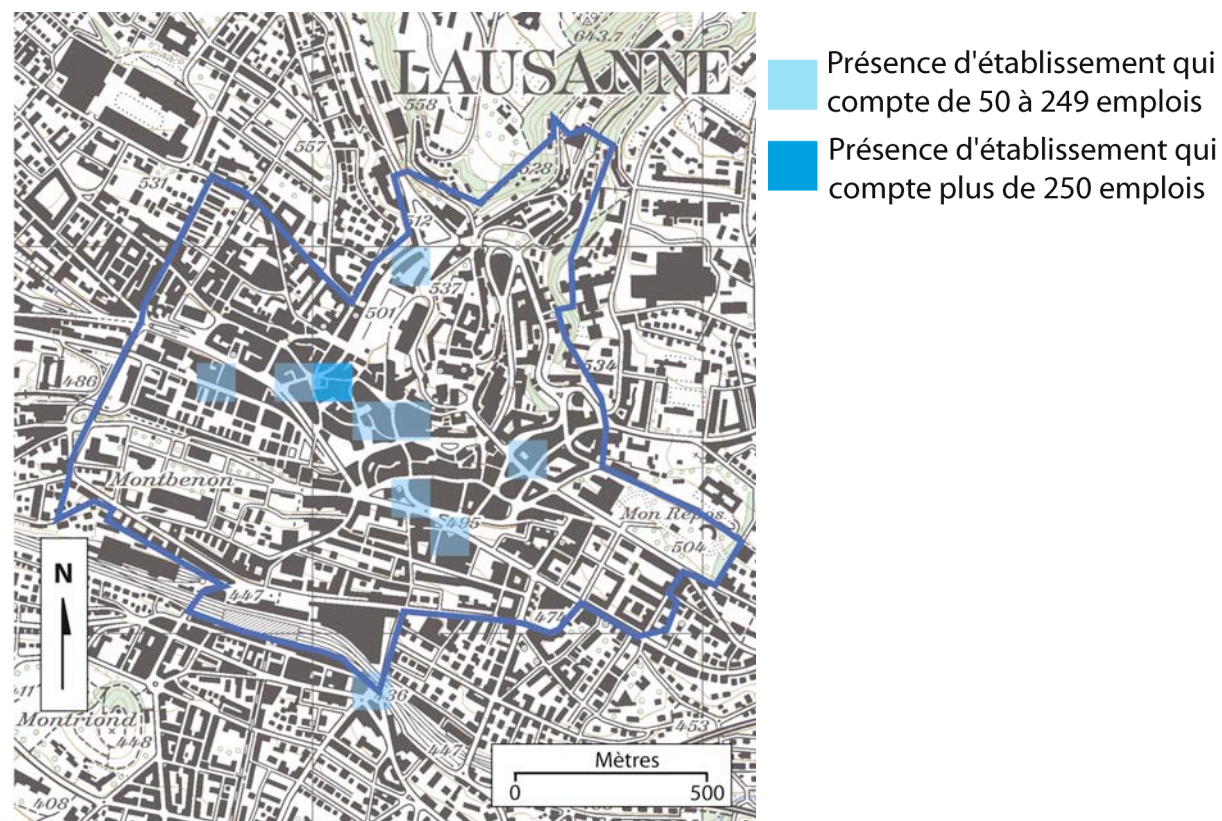 LAUSANNE
643.7
558
557
528
531
512
537
501
534
486
Montbenon
495
Mon Repos
504
N
447
474
436
411
Montriond
448
447
453
408
Mètres
0 500
Présence d'établissement qui
compte de 50 à 249 emplois
Présence d'établissement qui
compte plus de 250 emplois